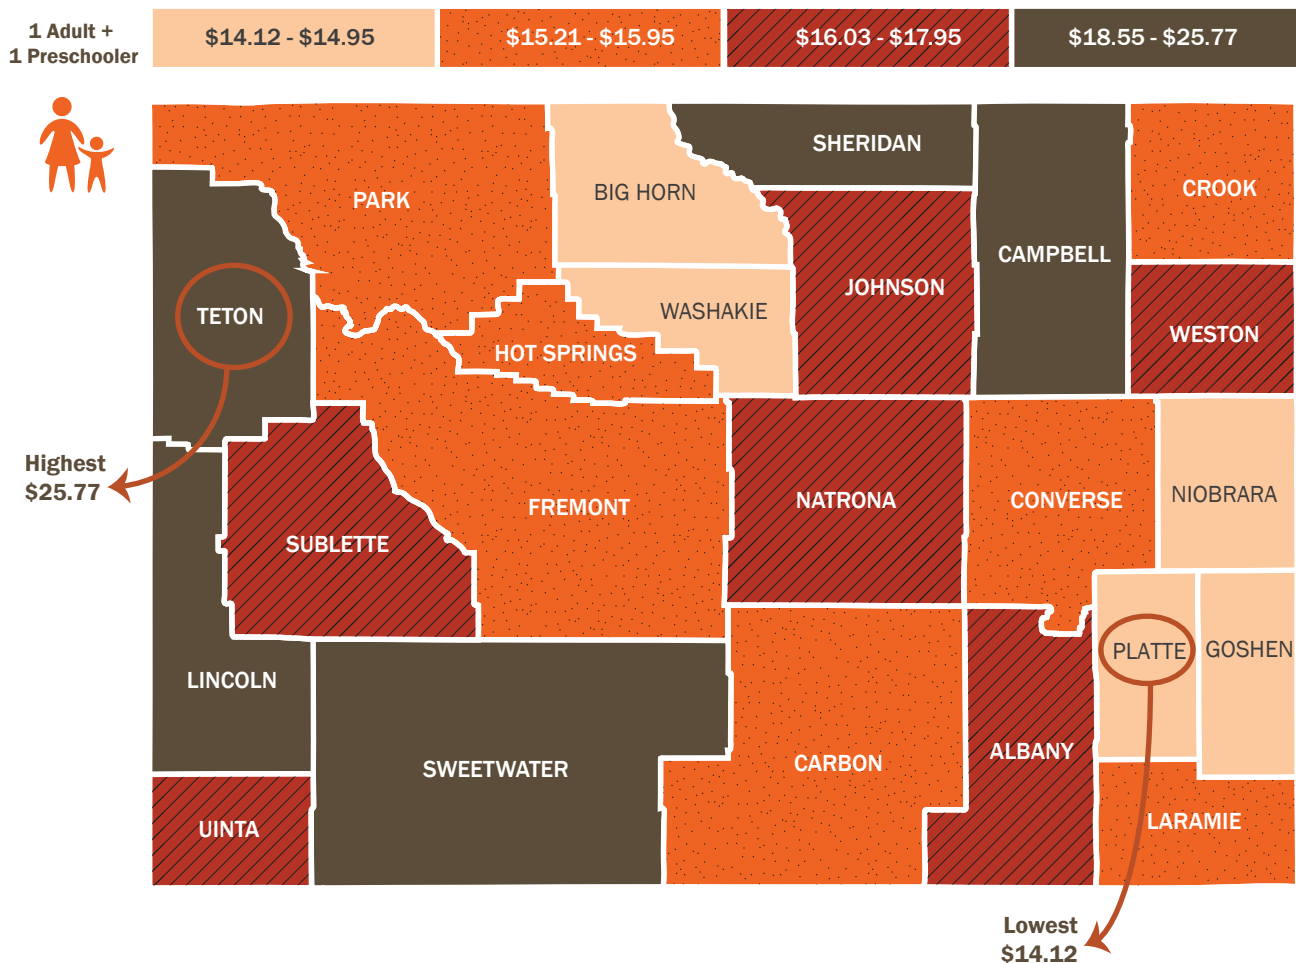 1 Adult +
1 Preschooler
$14.12 - $14.95
$15.21 - $15.95
$16.03 - $17.95
$18.55 - $25.77
SHERIDAN
PARK
BIG HORN
CROOK
CAMPBELL
JOHNSON
TETON
WASHAKIE
WESTON
HOT SPRINGS
Highest
$25.77
FREMONT
NATRONA
CONVERSE
NIOBRARA
SUBLETTE
PLATTE
GOSHEN
LINCOLN
SWEETWATER
CARBON
ALBANY
UINTA
LARAMIE
Lowest
$14.12